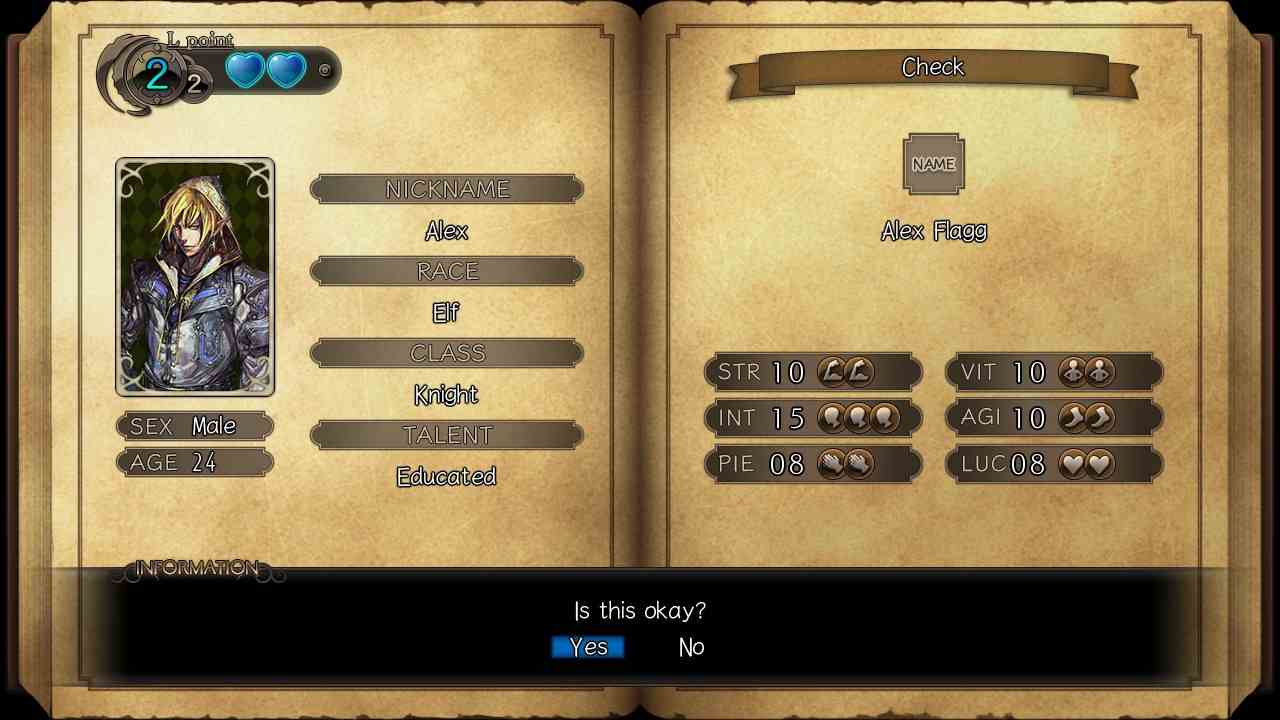 L point
2 2
NICKNAME
Alex
RACE
Elf
CLASS
Knight
TALENT
Educated
SEX Male
AGE 24
Check
NAME
Alex Flagg
STR 10
VIT 10
INT 15
AGI 10
PIE 08
LUC 08
INFORMATION
Is this okay?
Yes No